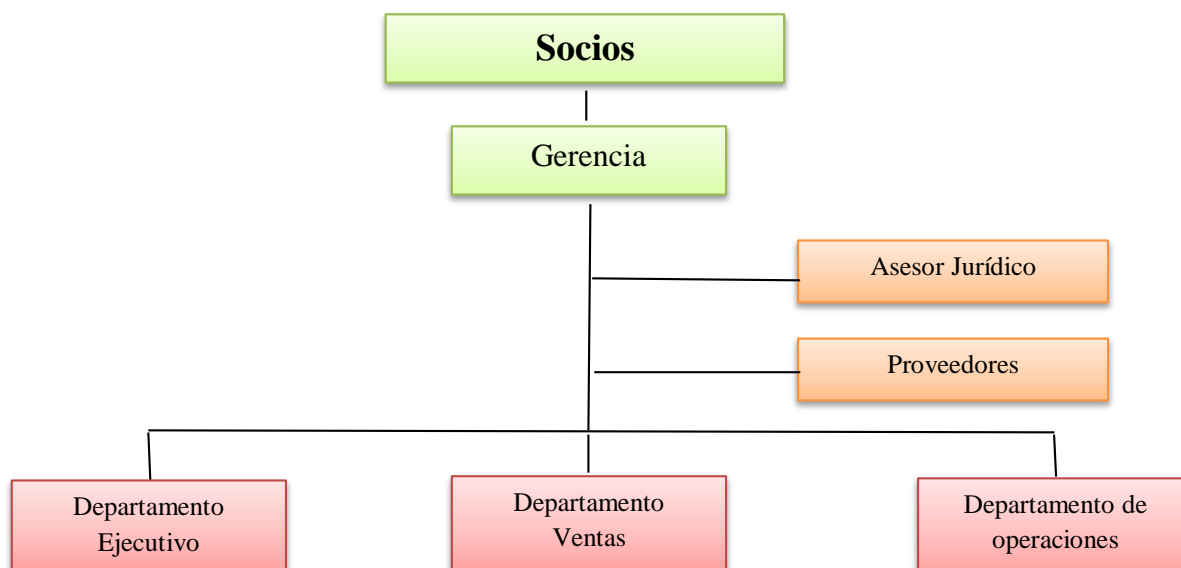 Socios
Gerencia
Asesor Jurídico
Proveedores
Departamento
Ejecutivo
Departamento
Ventas
Departamento de
operaciones